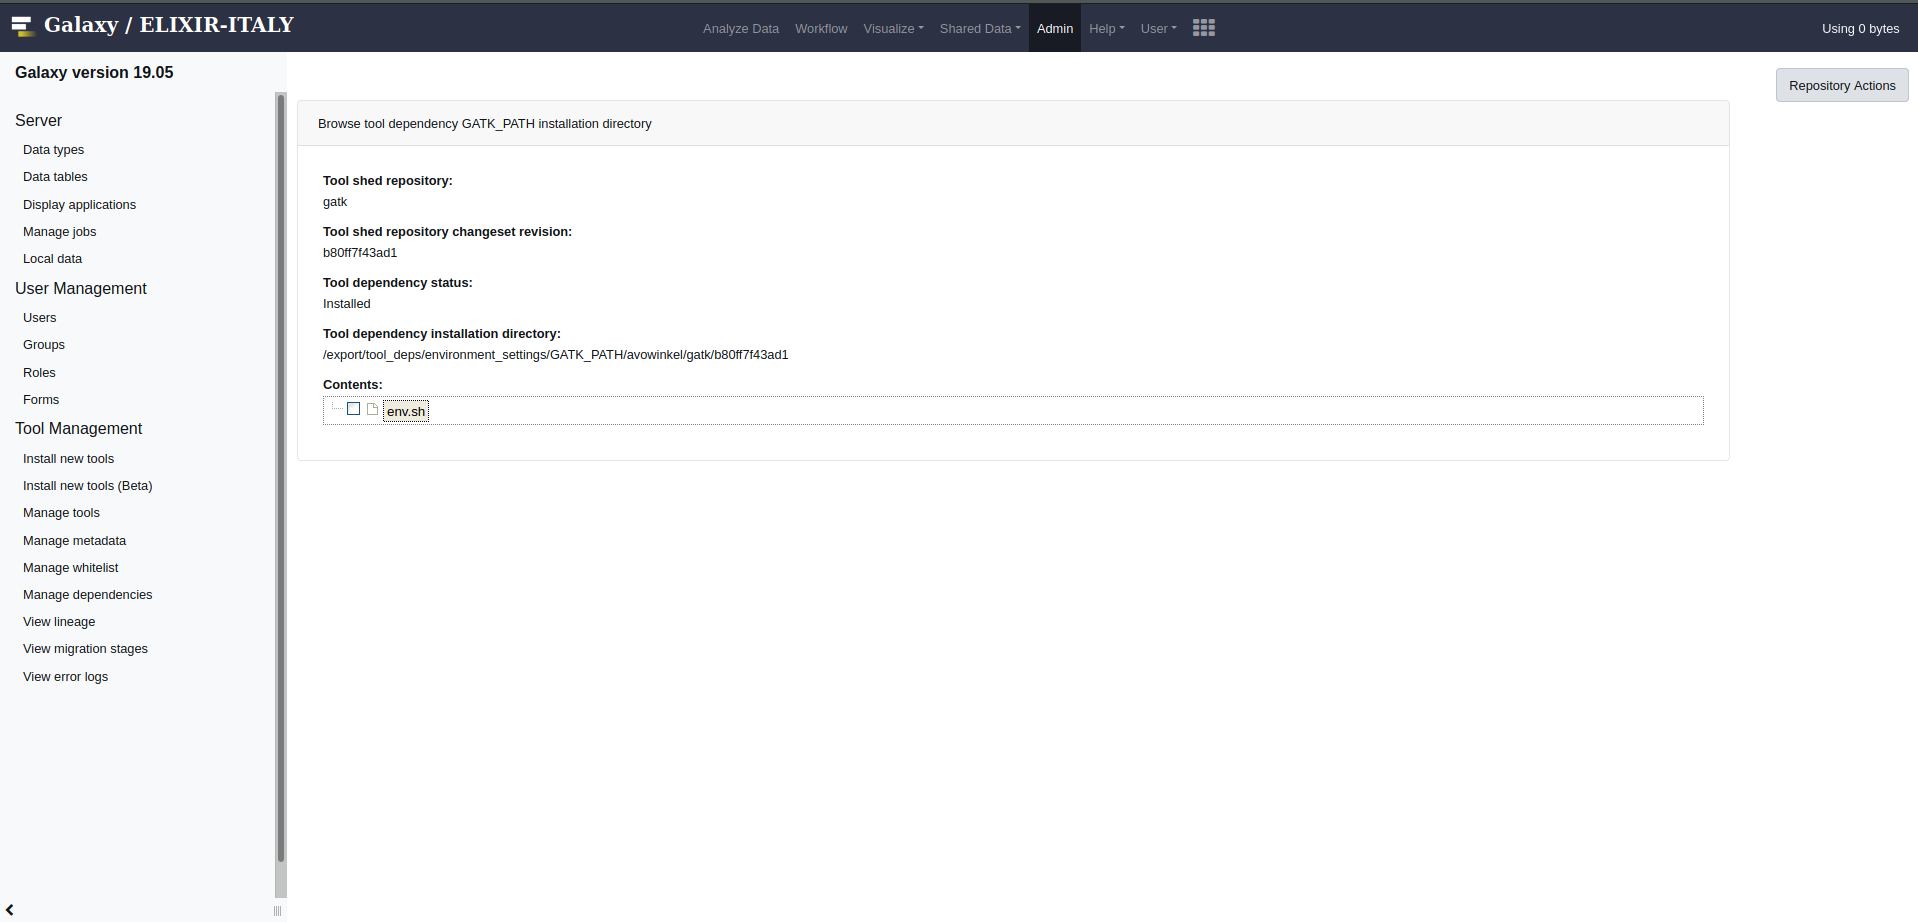 Galaxy / ELIXIR-ITALY
Analyze Data Workflow Visualize Shared Data Admin Help User
Using 0 bytes
Galaxy version 19.05
Server
Data types
Data tables
Display applications
Manage jobs
Local data
User Management
Users
Groups
Roles
Forms
Tool Management
Install new tools
Install new tools (Beta)
Manage tools
Manage metadata
Manage whitelist
Manage dependencies
View lineage
View migration stages
View error logs
Repository Actions
Browse tool dependency GATK_PATH installation directory
Tool shed repository:
gatk
Tool shed repository changeset revision:
b80ff7f43ad1
Tool dependency status:
Installed
Tool dependency installation directory:
/export/tool_deps/environment_settings/GATK_PATH/avowinkel/gatk/b80ff7f43ad1
Contents:
env.sh